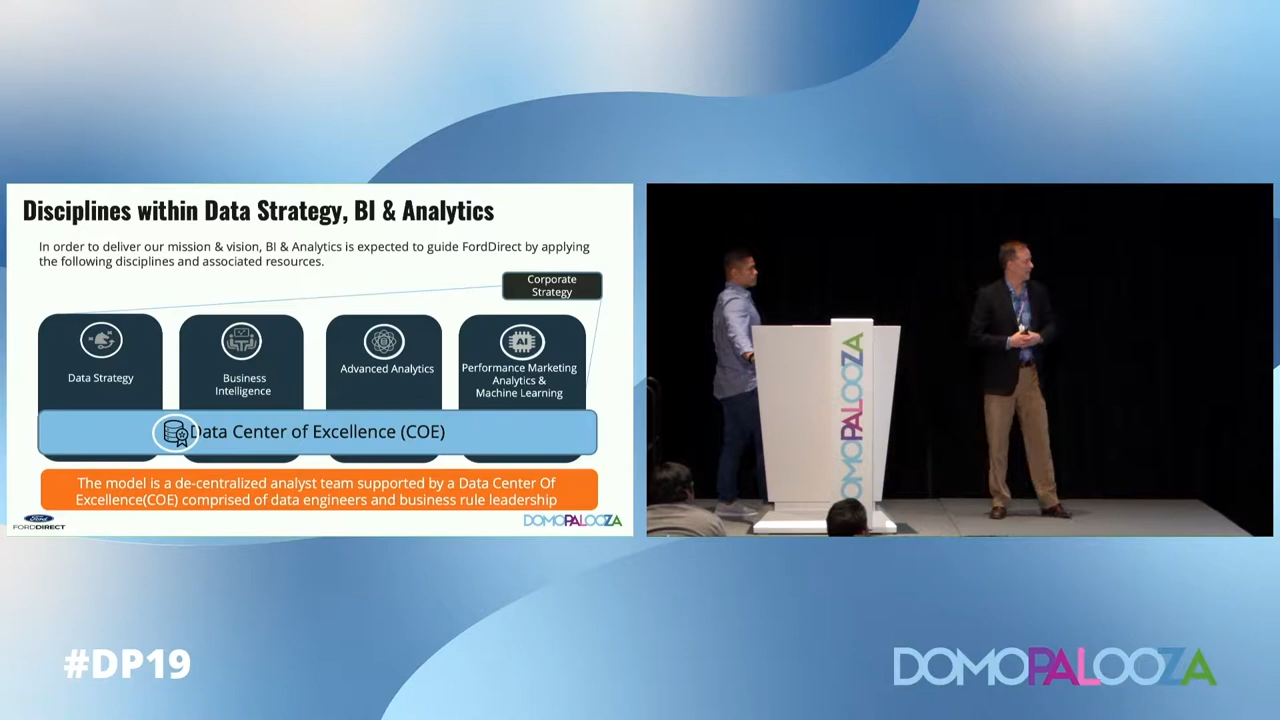 Disciplines within Data Strategy, BI & Analytics
In order to deliver our mission & vision, BI & Analytics is expected to guide FordDirect by applying
the following disciplines and associated resources.
Corporate
Strategy
Data Strategy
Business
Intelligence
Advanced Analytics
AI
Performance Marketing
Analytics &
Machine Learning
Data Center of Excellence (COE)
The model is a de-centralized analyst team supported by a Data Center Of
Excellence(COE) comprised of data engineers and business rule leadership
Ford
FORDDIRECT
DOMOPALOOZA
DOMOPALOOZA
#DP19
DOMOPALOOZA